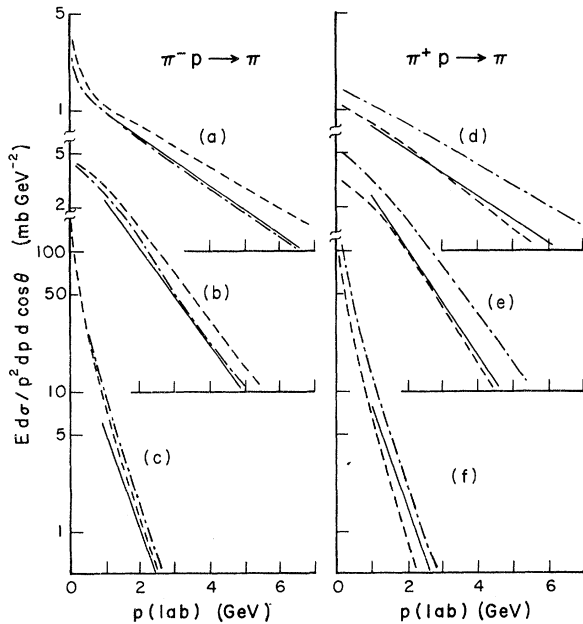 π⁻ p → π
π⁺ p → π
E dσ / p² dp d cos θ (mb GeV⁻²)
5
1
5
2
100
50
10
5
1
(a)
(b)
(c)
(d)
(e)
(f)
0 2 4 6
0 2 4 6
p (lab) (GeV)
p (lab) (GeV)